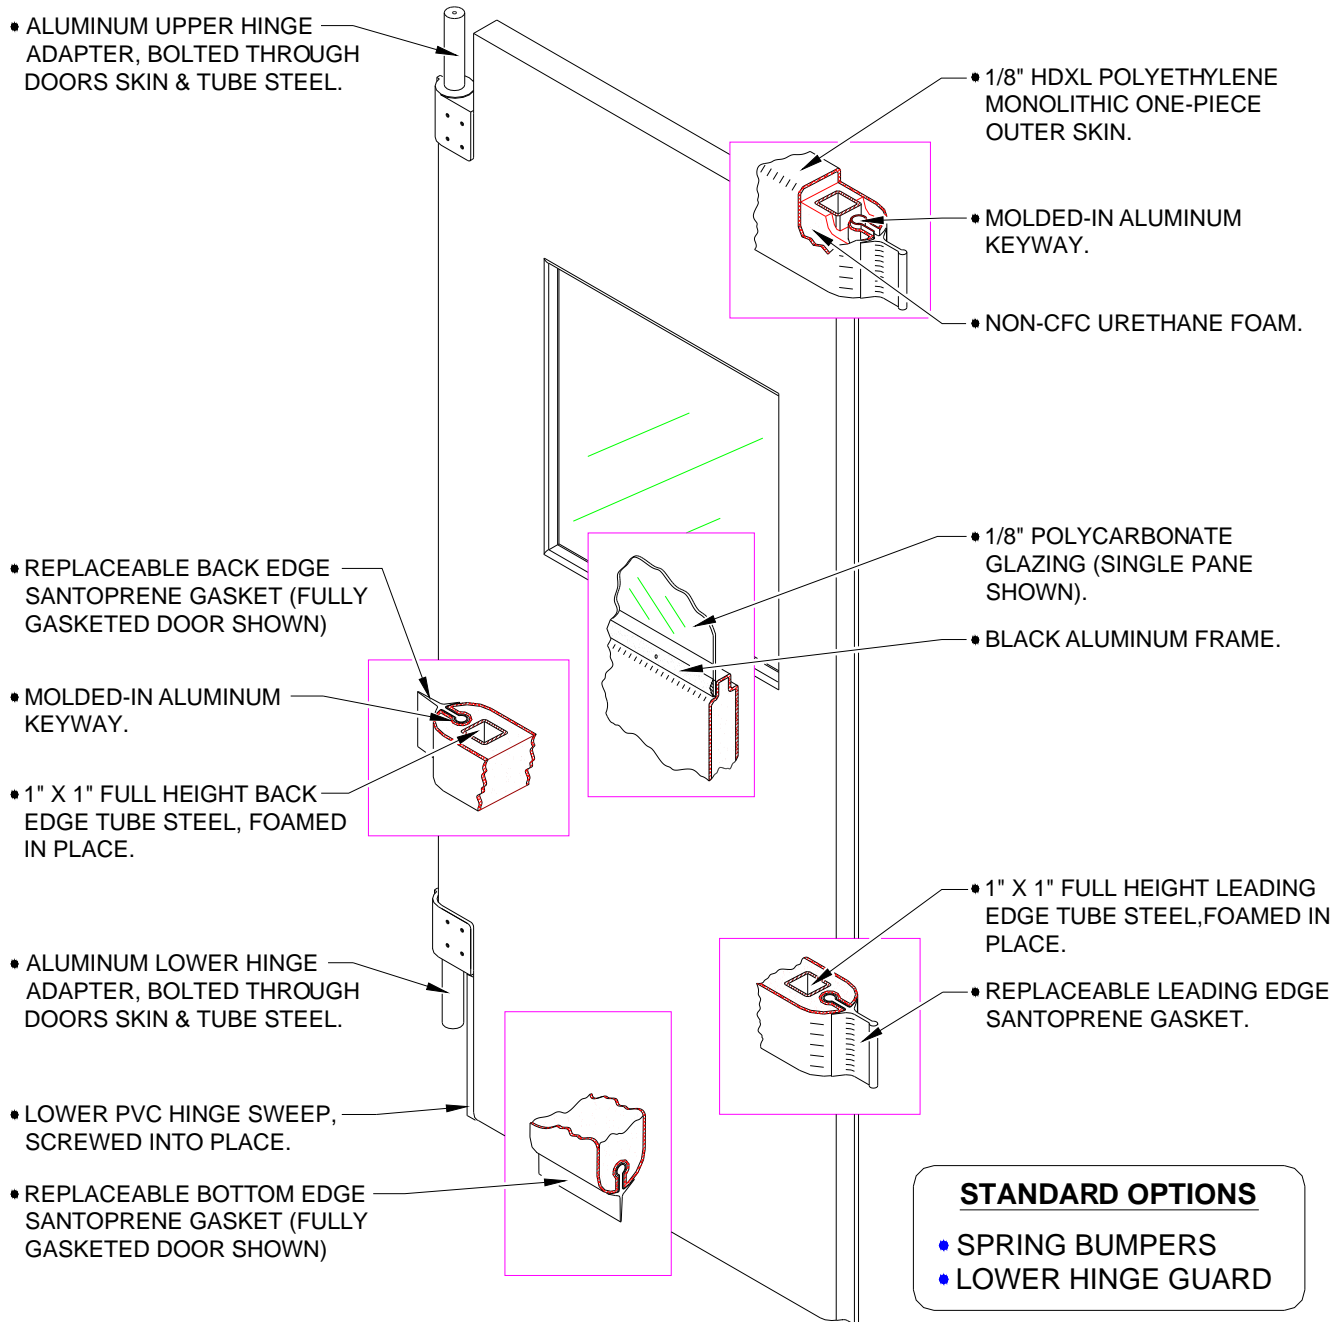 ALUMINUM UPPER HINGE
ADAPTER, BOLTED THROUGH
DOORS SKIN & TUBE STEEL.
REPLACEABLE BACK EDGE
SANTOPRENE GASKET (FULLY
GASKETED DOOR SHOWN)
MOLDED-IN ALUMINUM
KEYWAY.
1" X 1" FULL HEIGHT BACK
EDGE TUBE STEEL, FOAMED
IN PLACE.
ALUMINUM LOWER HINGE
ADAPTER, BOLTED THROUGH
DOORS SKIN & TUBE STEEL.
LOWER PVC HINGE SWEEP,
SCREWED INTO PLACE.
REPLACEABLE BOTTOM EDGE
SANTOPRENE GASKET (FULLY
GASKETED DOOR SHOWN)
1/8" HDXL POLYETHYLENE
MONOLITHIC ONE-PIECE
OUTER SKIN.
MOLDED-IN ALUMINUM
KEYWAY.
NON-CFC URETHANE FOAM.
1/8" POLYCARBONATE
GLAZING (SINGLE PANE
SHOWN).
BLACK ALUMINUM FRAME.
1" X 1" FULL HEIGHT LEADING
EDGE TUBE STEEL,FOAMED IN
PLACE.
REPLACEABLE LEADING EDGE
SANTOPRENE GASKET.
STANDARD OPTIONS
SPRING BUMPERS
LOWER HINGE GUARD